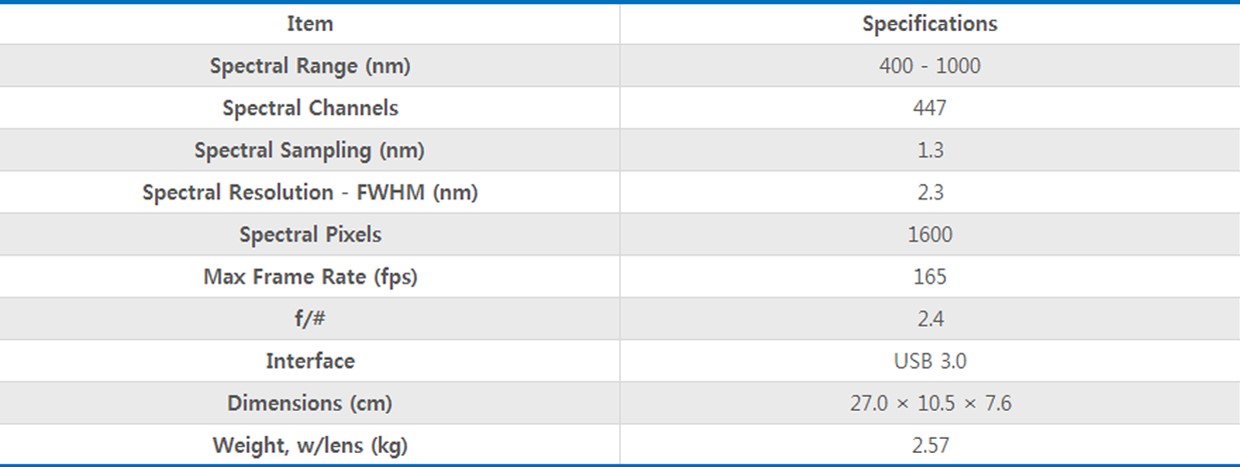 Item Specifications
Spectral Range (nm) 400 - 1000
Spectral Channels 447
Spectral Sampling (nm) 1.3
Spectral Resolution - FWHM (nm) 2.3
Spectral Pixels 1600
Max Frame Rate (fps) 165
f/# 2.4
Interface USB 3.0
Dimensions (cm) 27.0 × 10.5 × 7.6
Weight, w/lens (kg) 2.57